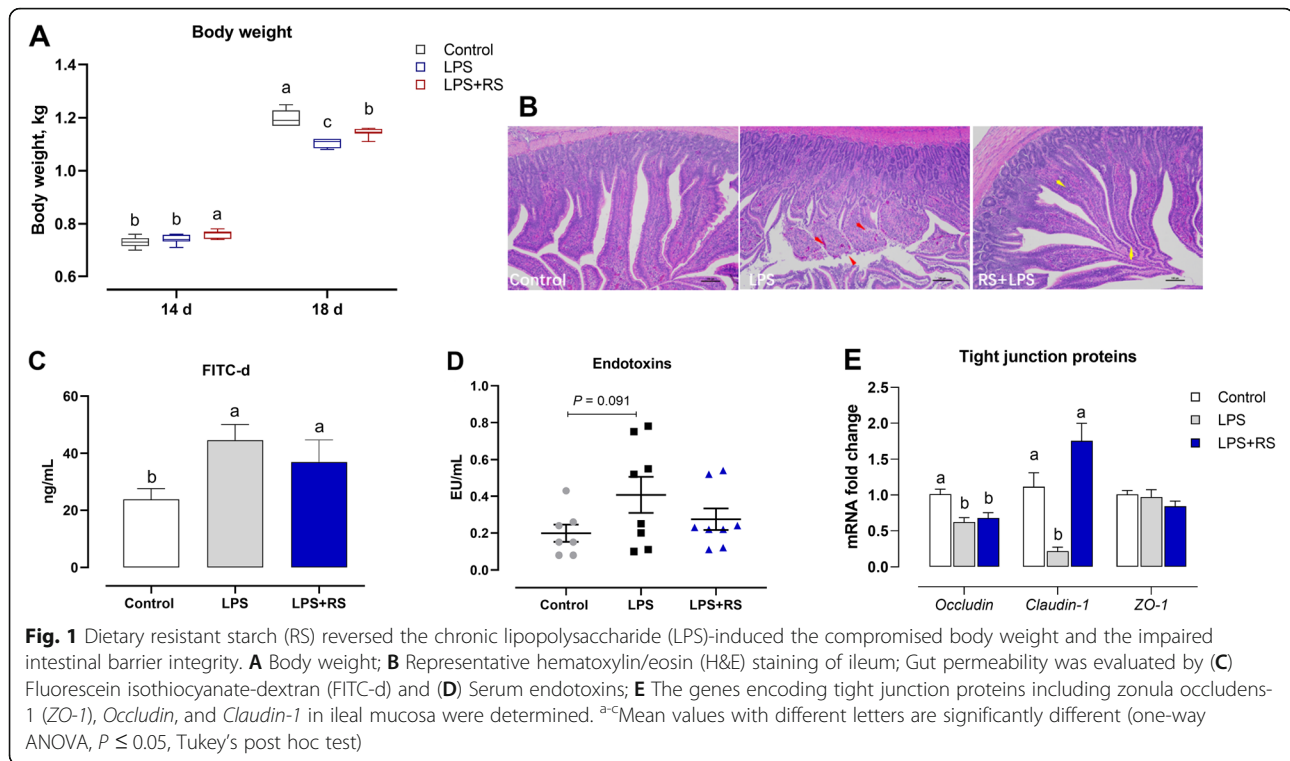 A
Body weight
Control
LPS
LPS+RS
Body weight, kg
1.4
1.2
1.0
0.8
0.6
b
b
a
a
c
b
14 d
18 d
B
Control
LPS
RS+LPS
C
FITC-d
ng/mL
60
40
20
0
b
a
a
Control
LPS
LPS+RS
D
Endotoxins
EU/mL
1.0
0.8
0.6
0.4
0.2
0.0
P = 0.091
Control
LPS
LPS+RS
E
Tight junction proteins
mRNA fold change
2.5
2.0
1.5
1.0
0.5
0.0
a
b
b
a
b
a
Occludin
Claudin-1
ZO-1
Control
LPS
LPS+RS
Fig. 1 Dietary resistant starch (RS) reversed the chronic lipopolysaccharide (LPS)-induced the compromised body weight and the impaired
intestinal barrier integrity. A Body weight; B Representative hematoxylin/eosin (H&E) staining of ileum; Gut permeability was evaluated by (C)
Fluorescein isothiocyanate-dextran (FITC-d) and (D) Serum endotoxins; E The genes encoding tight junction proteins including zonula occludens-
1 (ZO-1), Occludin, and Claudin-1 in ileal mucosa were determined. a-cMean values with different letters are significantly different (one-way
ANOVA, P ≤ 0.05, Tukey's post hoc test)